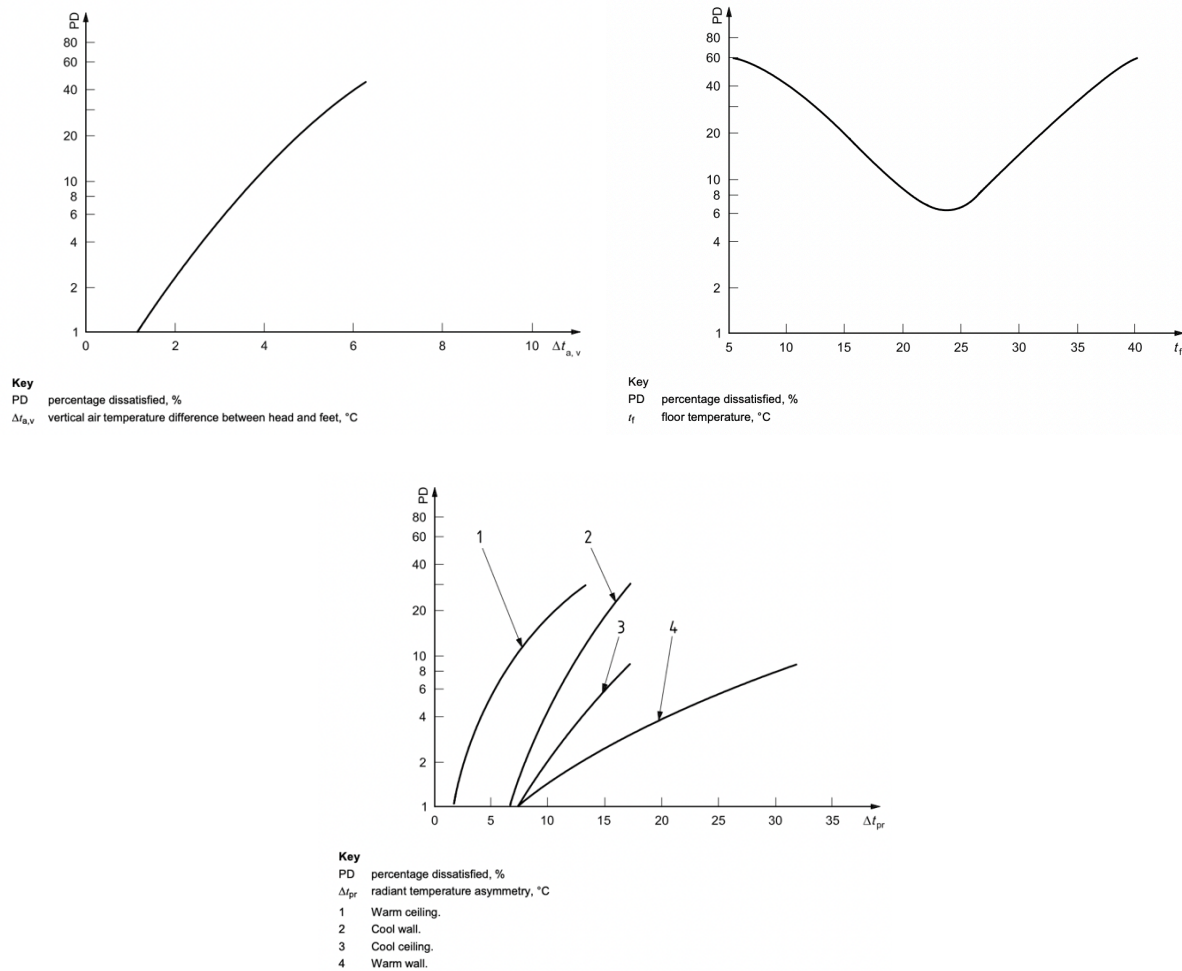 PD
80
60
40
20
10
8
6
4
2
1
0 2 4 6 8 10 Δta, v
Key
PD percentage dissatisfied, %
Δta,v vertical air temperature difference between head and feet, °C
PD
80
60
40
20
10
8
6
4
2
1
5 10 15 20 25 30 35 40 tf
Key
PD percentage dissatisfied, %
tf floor temperature, °C
PD
80
60
40
20
10
8
6
4
2
1
1 2
3 4
0 5 10 15 20 25 30 35 Δtpr
Key
PD percentage dissatisfied, %
Δtpr radiant temperature asymmetry, °C
1 Warm ceiling.
2 Cool wall.
3 Cool ceiling.
4 Warm wall.